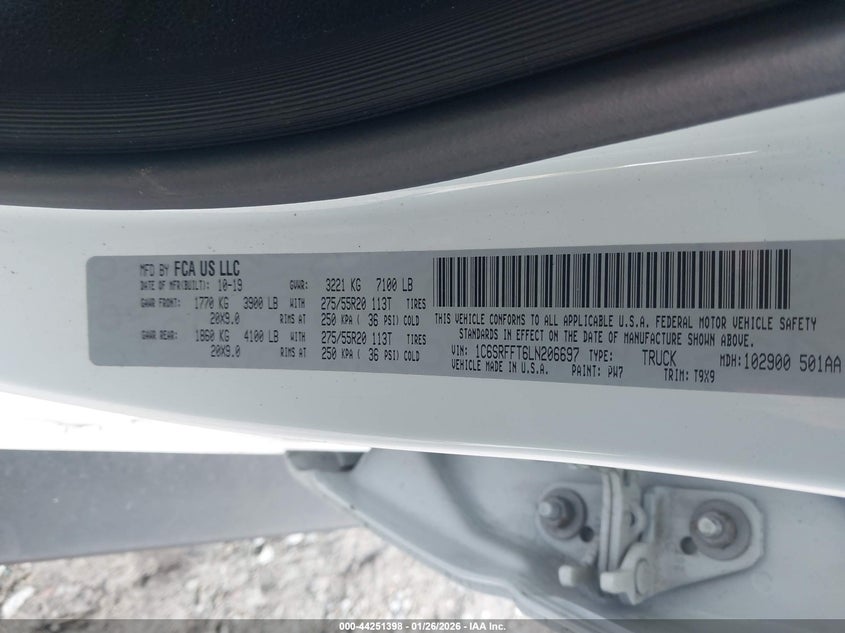 MFD BY FCA US LLC
DATE OF MFR(BUILT): 10-19 GVWR: 3221 KG 7100 LB
GAWR FRONT: 1770 KG 3900 LB WITH 275/55R20 113T TIRES
20X9.0 RIMS AT 250 KPA ( 36 PSI) COLD
GAWR REAR: 1860 KG 4100 LB WITH 275/55R20 113T TIRES
20X9.0 RIMS AT 250 KPA ( 36 PSI) COLD
THIS VEHICLE CONFORMS TO ALL APPLICABLE U.S.A. FEDERAL MOTOR VEHICLE SAFETY
STANDARDS IN EFFECT ON THE DATE OF MANUFACTURE SHOWN ABOVE.
VIN: 1C6SRFFT6LN206697 TYPE: TRUCK MDH: 102900 501AA
VEHICLE MADE IN U.S.A. PAINT: PW7 TRIM: T9X9
000-44251398 - 01/26/2026 - IAA Inc.